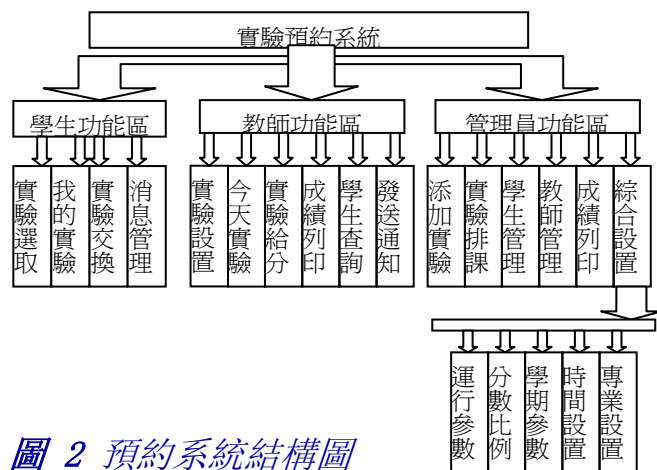 實驗預約系統
學生功能區
教師功能區
管理員功能區
實驗選取
我的實驗
實驗交換
消息管理
實驗設置
今天實驗
實驗給分
成績列印
學生查詢
發送通知
添加實驗
實驗排課
學生管理
教師管理
成績列印
綜合設置
運行參數
分數比例
學期參數
時間設置
專業設置
圖 2 預約系統結構圖